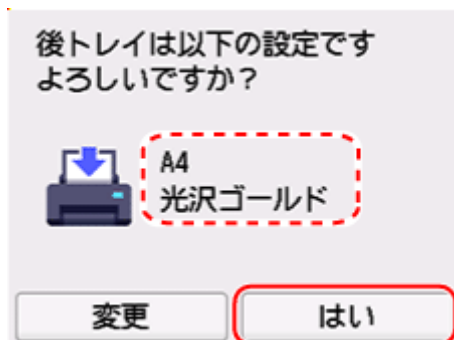 後トレイは以下の設定です
よろしいですか？
A4
光沢ゴールド
変更
はい